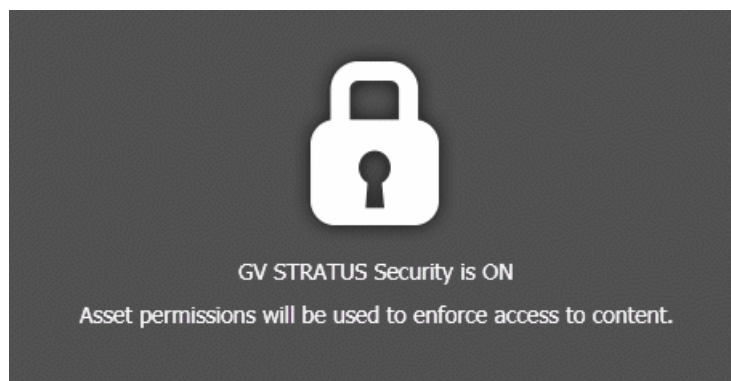 GV STRATUS Security is ON
Asset permissions will be used to enforce access to content.